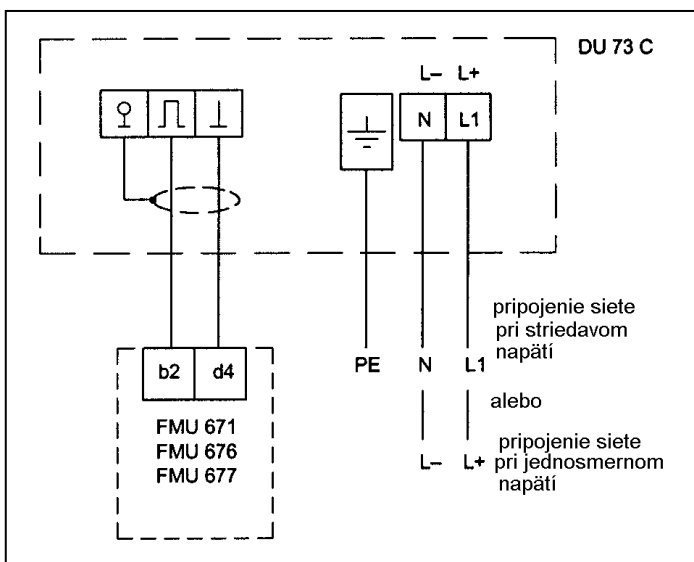 DU 73 C
L– L+
N L1
b2 d4
FMU 671
FMU 676
FMU 677
PE N L1
pripojenie siete
pri striedavom
napätí
alebo
L– L+
pripojenie siete
pri jednosmernom
napätí